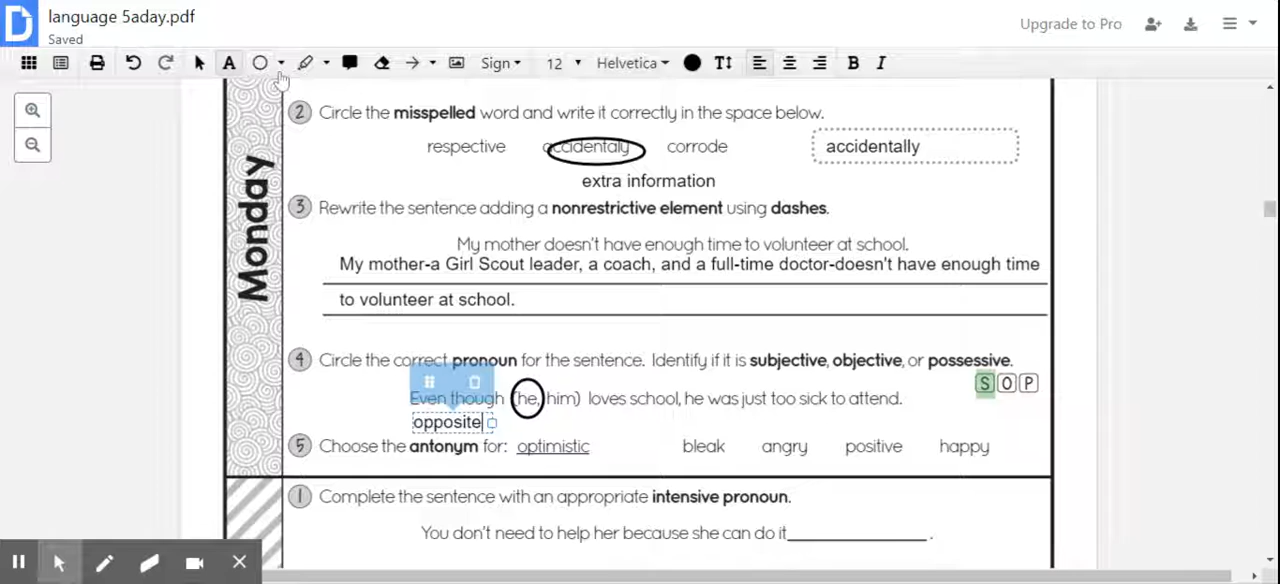 language 5aday.pdf
Saved
Upgrade to Pro
A Sign 12 Helvetica B I
Monday
2 Circle the misspelled word and write it correctly in the space below.
respective accidentaly corrode accidentally
extra information
3 Rewrite the sentence adding a nonrestrictive element using dashes.
My mother doesn't have enough time to volunteer at school.
My mother-a Girl Scout leader, a coach, and a full-time doctor-doesn't have enough time
to volunteer at school.
4 Circle the correct pronoun for the sentence. Identify if it is subjective, objective, or possessive.
S O P
Even though (he, him) loves school, he was just too sick to attend.
opposite
5 Choose the antonym for: optimistic bleak angry positive happy
1 Complete the sentence with an appropriate intensive pronoun.
You don't need to help her because she can do it______________ .